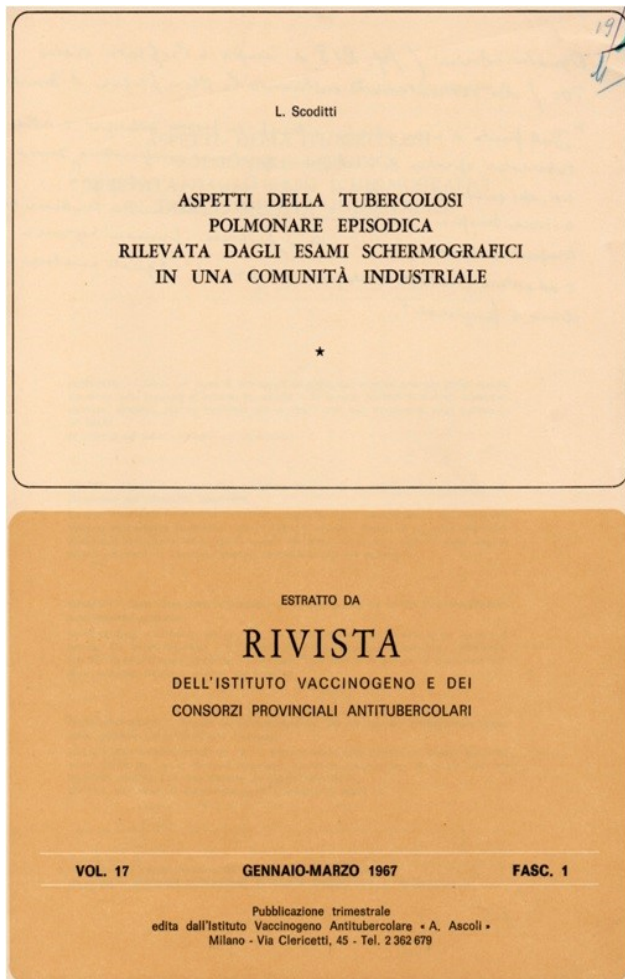 19/
L. Scoditti
ASPETTI DELLA TUBERCOLOSI
POLMONARE EPISODICA
RILEVATA DAGLI ESAMI SCHERMOGRAFICI
IN UNA COMUNITÀ INDUSTRIALE
★
ESTRATTO DA
RIVISTA
DELL'ISTITUTO VACCINOGENO E DEI
CONSORZI PROVINCIALI ANTITUBERCOLARI
VOL. 17 GENNAIO-MARZO 1967 FASC. 1
Pubblicazione trimestrale
edita dall'Istituto Vaccinogeno Antitubercolare « A. Ascoli »
Milano - Via Clericetti, 45 - Tel. 2 362 679